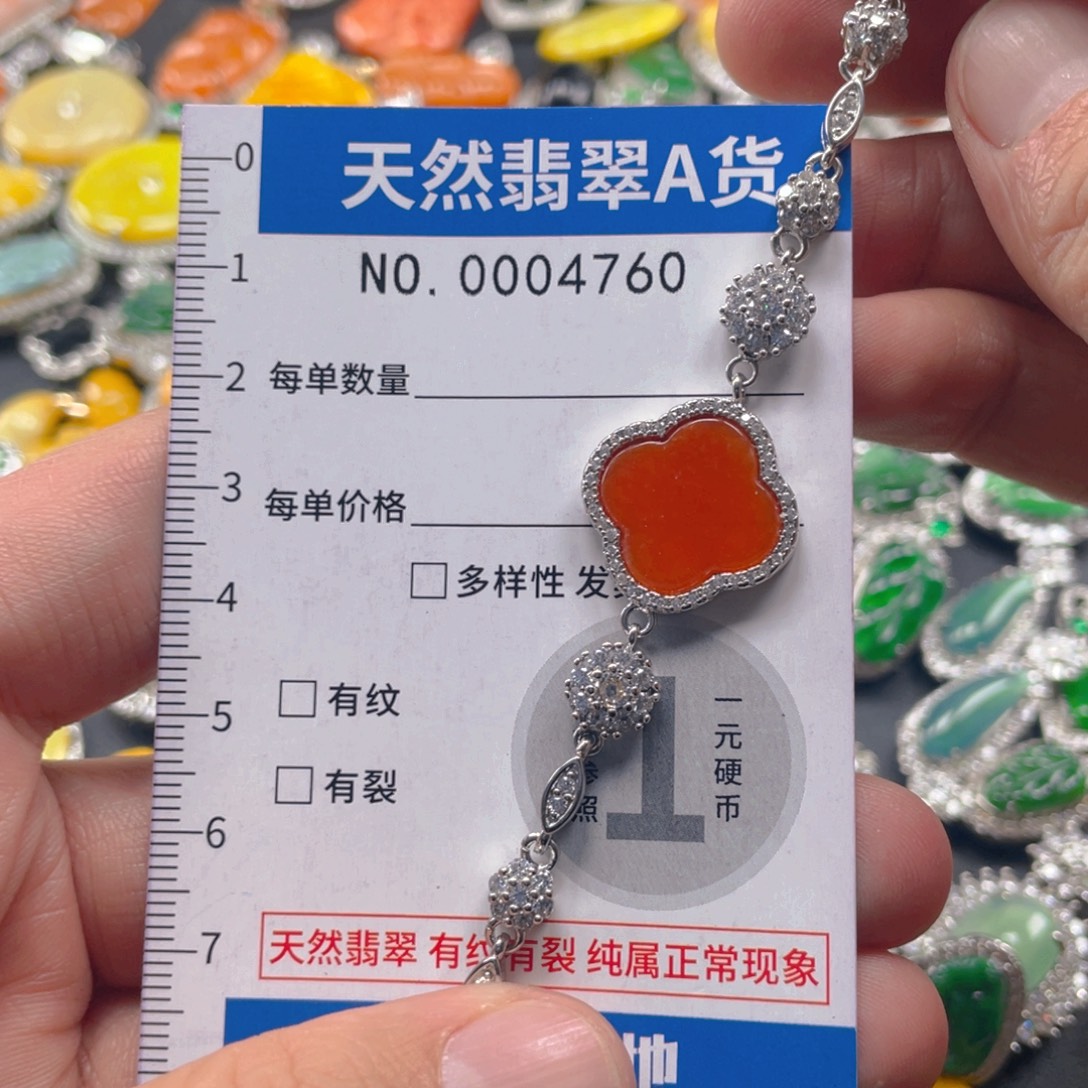 天然翡翠A货
0
NO. 0004760
1
2 每单数量
3 每单价格
4 多样性 发
5 有纹
一元硬币
1
照
有裂
6
7 天然翡翠 有纹有裂 纯属正常现象
地